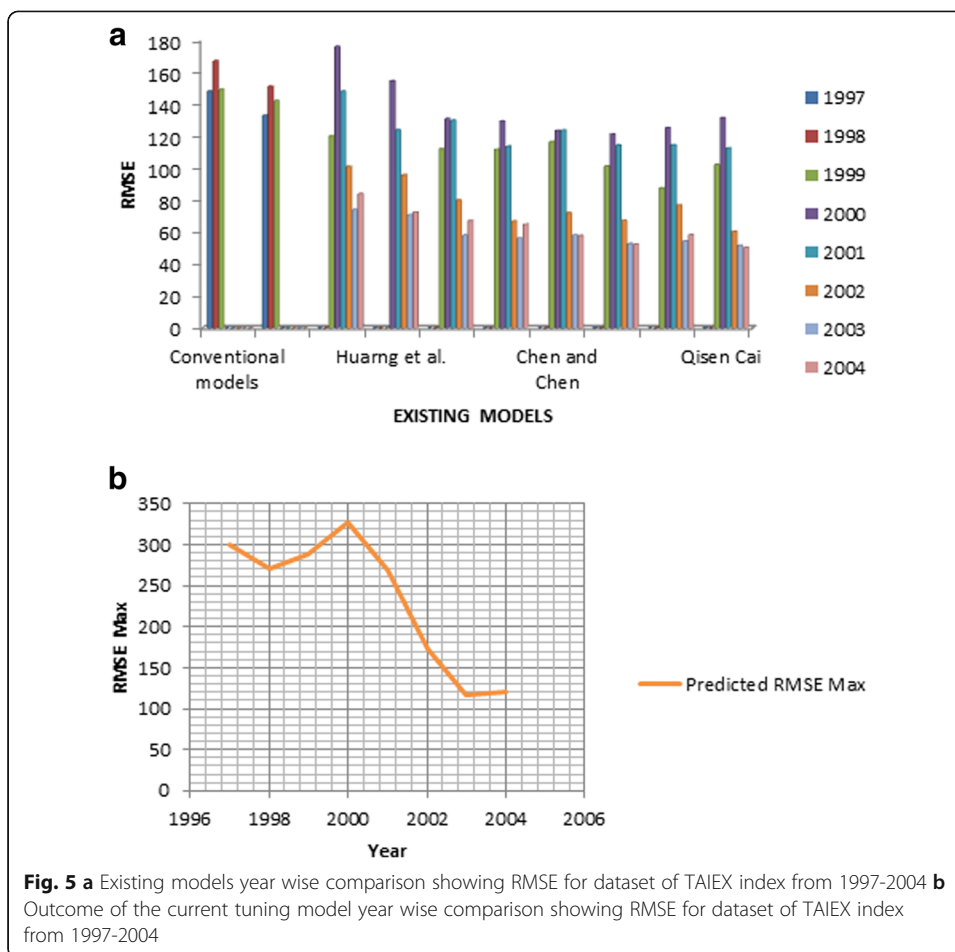 a
180
160
140
120
100
80
60
40
20
0
RMSE
Conventional models
Huarng et al.
Chen and Chen
Qisen Cai
EXISTING MODELS
1997
1998
1999
2000
2001
2002
2003
2004
b
350
300
250
200
150
100
50
0
RMSE Max
1996
1998
2000
2002
2004
2006
Year
Predicted RMSE Max
Fig. 5 a Existing models year wise comparison showing RMSE for dataset of TAIEX index from 1997-2004 b
Outcome of the current tuning model year wise comparison showing RMSE for dataset of TAIEX index
from 1997-2004